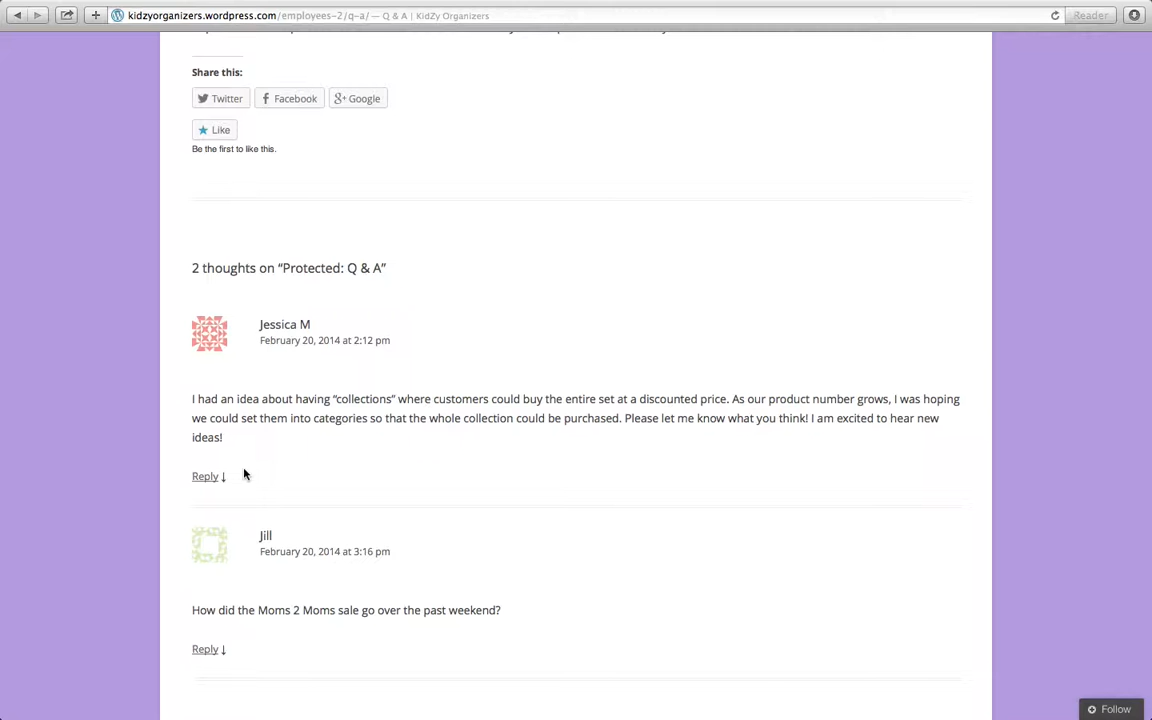 kidzyorganizers.wordpress.com/employees-2/q-a/ — Q & A | KidZy Organizers
Reader
Share this:
Twitter
Facebook
Google
Like
Be the first to like this.
2 thoughts on “Protected: Q & A”
Jessica M
February 20, 2014 at 2:12 pm
I had an idea about having “collections” where customers could buy the entire set at a discounted price. As our product number grows, I was hoping
we could set them into categories so that the whole collection could be purchased. Please let me know what you think! I am excited to hear new
ideas!
Reply ↓
Jill
February 20, 2014 at 3:16 pm
How did the Moms 2 Moms sale go over the past weekend?
Reply ↓
Follow